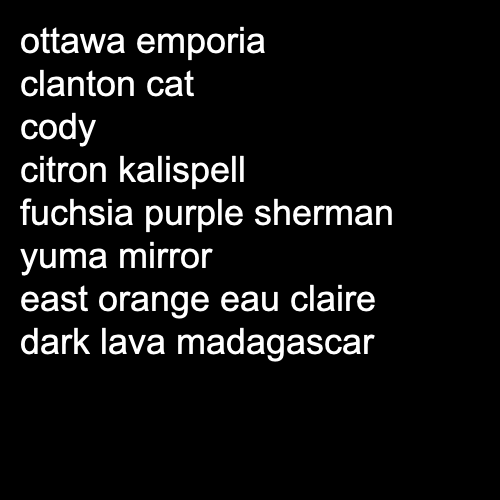 ottawa emporia
clanton cat
cody
citron kalispell
fuchsia purple sherman
yuma mirror
east orange eau claire
dark lava madagascar